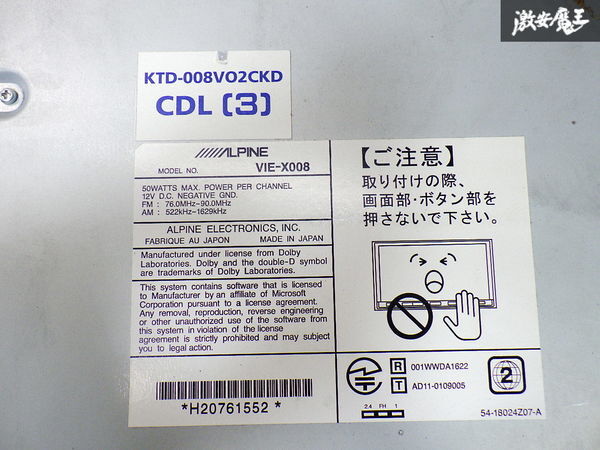 激安魔王
KTD-008VO2CKD
CDL (3)
ALPINE
MODEL NO. VIE-X008
50WATTS MAX. POWER PER CHANNEL
12V D.C. NEGATIVE GND.
FM : 76.0MHz-90.0MHz
AM : 522kHz-1629kHz
ALPINE ELECTRONICS, INC.
FABRIQUE AU JAPON MADE IN JAPAN
Manufactured under license from Dolby
Laboratories. Dolby and the double-D symbol
are trademarks of Dolby Laboratories.
This system contains software that is licensed
to Manufacturer by an affiliate of Microsoft
Corporation pursuant to a license agreement.
Any removal, reproduction, reverse engineering
or other unauthorized use of the software from
this system in violation of the license
agreement is strictly prohibited and may subject
you to legal action.
*H20761552*
【ご注意】
取り付けの際、
画面部・ボタン部を
押さないで下さい。
R 001WWDA1622
T AD11-0109005
2
2.4 FH 1
54-18024Z07-A